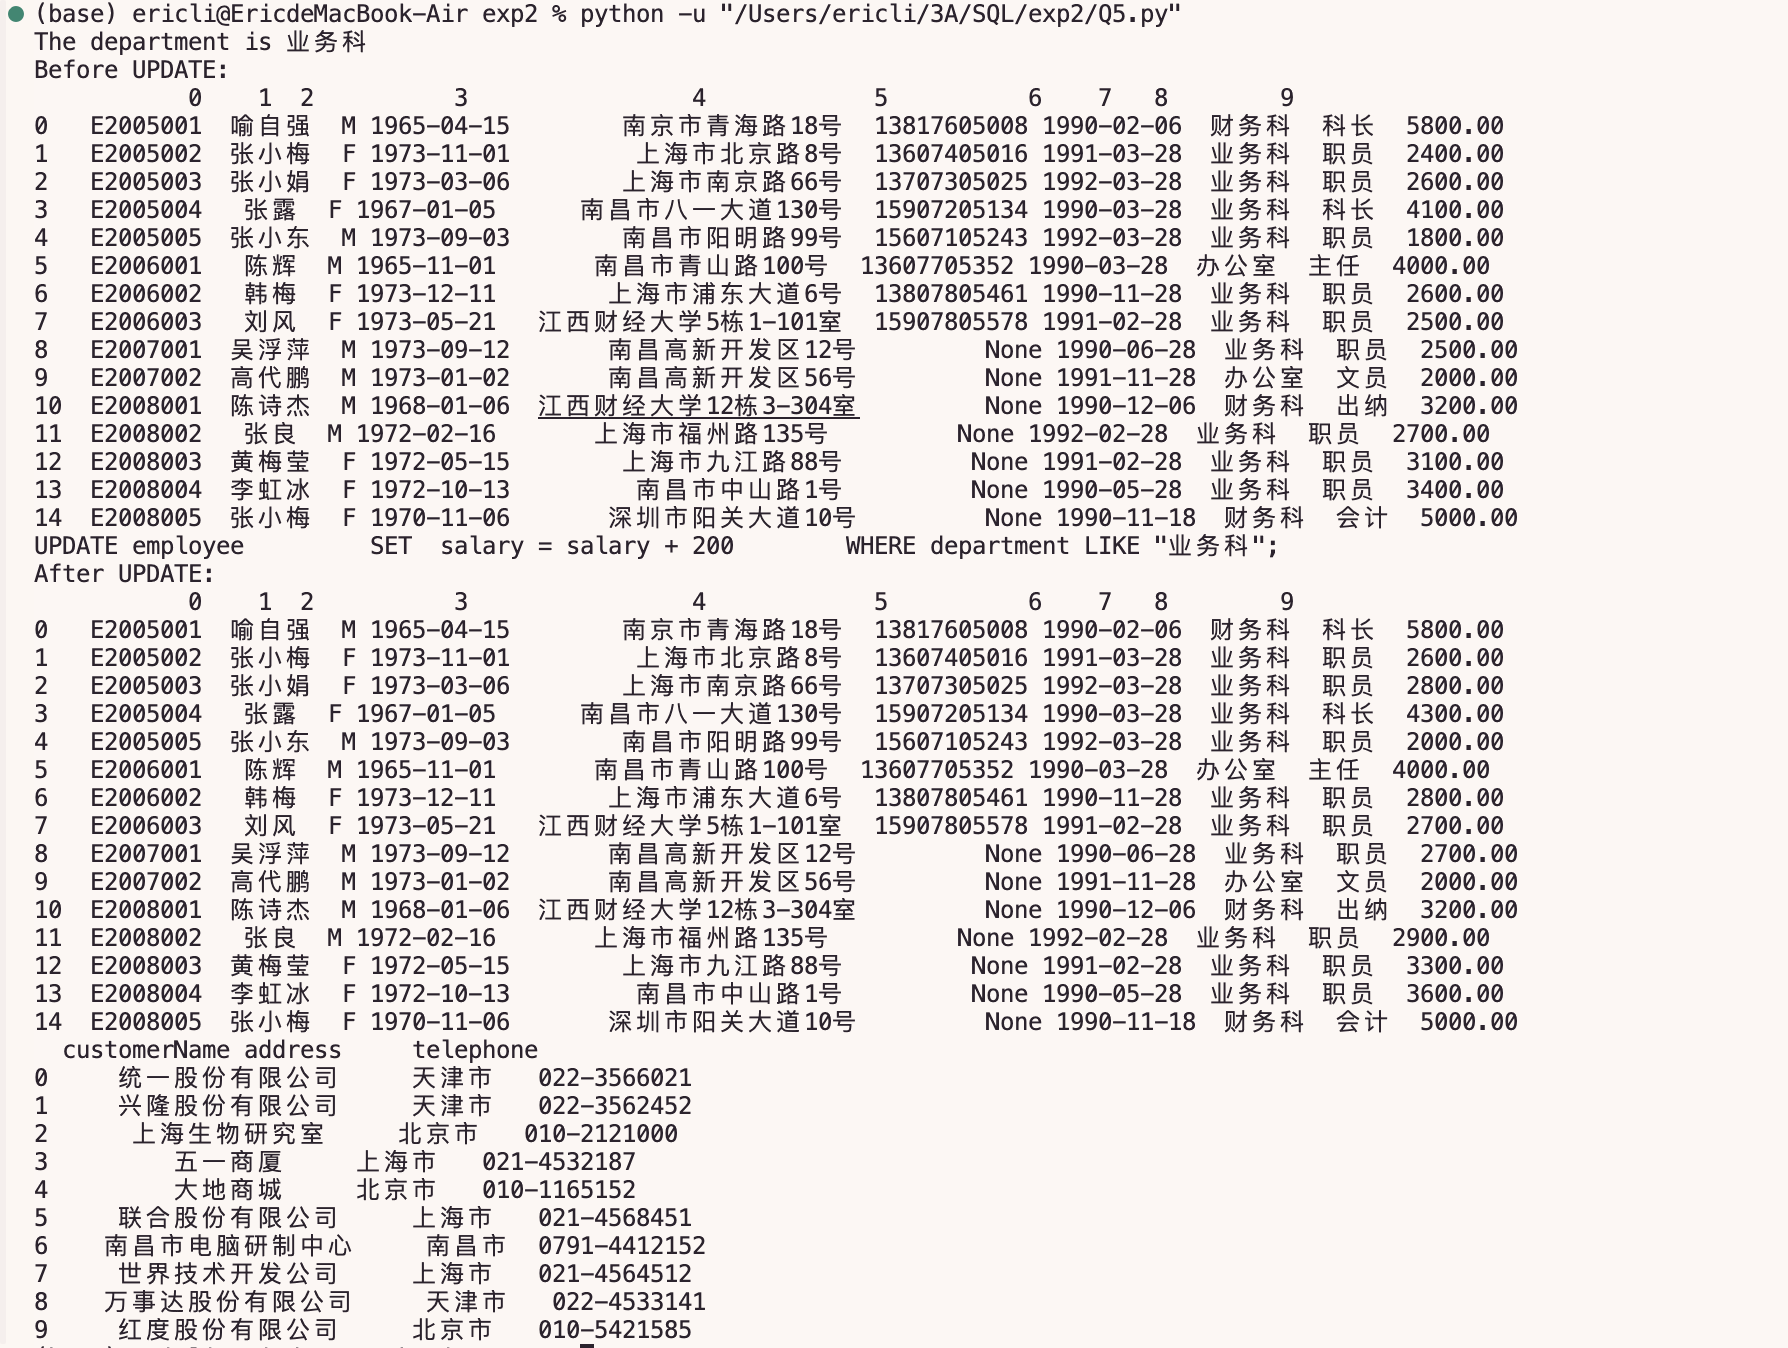 (base) ericli@EricdeMacBook-Air exp2 % python -u "/Users/ericli/3A/SQL/exp2/Q5.py"
The department is 业务科
Before UPDATE:
0 1 2 3 4 5 6 7 8 9
0 E2005001 喻自强 M 1965-04-15 南京市青海路18号 13817605008 1990-02-06 财务科 科长 5800.00
1 E2005002 张小梅 F 1973-11-01 上海市北京路8号 13607405016 1991-03-28 业务科 职员 2400.00
2 E2005003 张小娟 F 1973-03-06 上海市南京路66号 13707305025 1992-03-28 业务科 职员 2600.00
3 E2005004 张露 F 1967-01-05 南昌市八一大道130号 15907205134 1990-03-28 业务科 科长 4100.00
4 E2005005 张小东 M 1973-09-03 南昌市阳明路99号 15607105243 1992-03-28 业务科 职员 1800.00
5 E2006001 陈辉 M 1965-11-01 南昌市青山路100号 13607705352 1990-03-28 办公室 主任 4000.00
6 E2006002 韩梅 F 1973-12-11 上海市浦东大道6号 13807805461 1990-11-28 业务科 职员 2600.00
7 E2006003 刘风 F 1973-05-21 江西财经大学5栋1-101室 15907805578 1991-02-28 业务科 职员 2500.00
8 E2007001 吴浮萍 M 1973-09-12 南昌高新开发区12号 None 1990-06-28 业务科 职员 2500.00
9 E2007002 高代鹏 M 1973-01-02 南昌高新开发区56号 None 1991-11-28 办公室 文员 2000.00
10 E2008001 陈诗杰 M 1968-01-06 江西财经大学12栋3-304室 None 1990-12-06 财务科 出纳 3200.00
11 E2008002 张良 M 1972-02-16 上海市福州路135号 None 1992-02-28 业务科 职员 2700.00
12 E2008003 黄梅莹 F 1972-05-15 上海市九江路88号 None 1991-02-28 业务科 职员 3100.00
13 E2008004 李虹冰 F 1972-10-13 南昌市中山路1号 None 1990-05-28 业务科 职员 3400.00
14 E2008005 张小梅 F 1970-11-06 深圳市阳关大道10号 None 1990-11-18 财务科 会计 5000.00
UPDATE employee SET salary = salary + 200 WHERE department LIKE "业务科";
After UPDATE:
0 1 2 3 4 5 6 7 8 9
0 E2005001 喻自强 M 1965-04-15 南京市青海路18号 13817605008 1990-02-06 财务科 科长 5800.00
1 E2005002 张小梅 F 1973-11-01 上海市北京路8号 13607405016 1991-03-28 业务科 职员 2600.00
2 E2005003 张小娟 F 1973-03-06 上海市南京路66号 13707305025 1992-03-28 业务科 职员 2800.00
3 E2005004 张露 F 1967-01-05 南昌市八一大道130号 15907205134 1990-03-28 业务科 科长 4300.00
4 E2005005 张小东 M 1973-09-03 南昌市阳明路99号 15607105243 1992-03-28 业务科 职员 2000.00
5 E2006001 陈辉 M 1965-11-01 南昌市青山路100号 13607705352 1990-03-28 办公室 主任 4000.00
6 E2006002 韩梅 F 1973-12-11 上海市浦东大道6号 13807805461 1990-11-28 业务科 职员 2800.00
7 E2006003 刘风 F 1973-05-21 江西财经大学5栋1-101室 15907805578 1991-02-28 业务科 职员 2700.00
8 E2007001 吴浮萍 M 1973-09-12 南昌高新开发区12号 None 1990-06-28 业务科 职员 2700.00
9 E2007002 高代鹏 M 1973-01-02 南昌高新开发区56号 None 1991-11-28 办公室 文员 2000.00
10 E2008001 陈诗杰 M 1968-01-06 江西财经大学12栋3-304室 None 1990-12-06 财务科 出纳 3200.00
11 E2008002 张良 M 1972-02-16 上海市福州路135号 None 1992-02-28 业务科 职员 2900.00
12 E2008003 黄梅莹 F 1972-05-15 上海市九江路88号 None 1991-02-28 业务科 职员 3300.00
13 E2008004 李虹冰 F 1972-10-13 南昌市中山路1号 None 1990-05-28 业务科 职员 3600.00
14 E2008005 张小梅 F 1970-11-06 深圳市阳关大道10号 None 1990-11-18 财务科 会计 5000.00
customerName address telephone
0 统一股份有限公司 天津市 022-3566021
1 兴隆股份有限公司 天津市 022-3562452
2 上海生物研究室 北京市 010-2121000
3 五一商厦 上海市 021-4532187
4 大地商城 北京市 010-1165152
5 联合股份有限公司 上海市 021-4568451
6 南昌市电脑研制中心 南昌市 0791-4412152
7 世界技术开发公司 上海市 021-4564512
8 万事达股份有限公司 天津市 022-4533141
9 红度股份有限公司 北京市 010-5421585